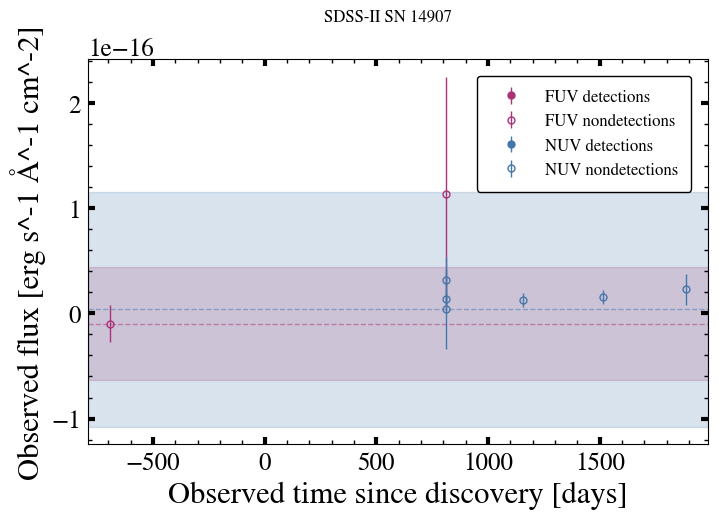 SDSS-II SN 14907
1e−16
FUV detections
FUV nondetections
NUV detections
NUV nondetections
2
1
0
−1
Observed flux [erg s^-1 Å^-1 cm^-2]
−500 0 500 1000 1500
Observed time since discovery [days]